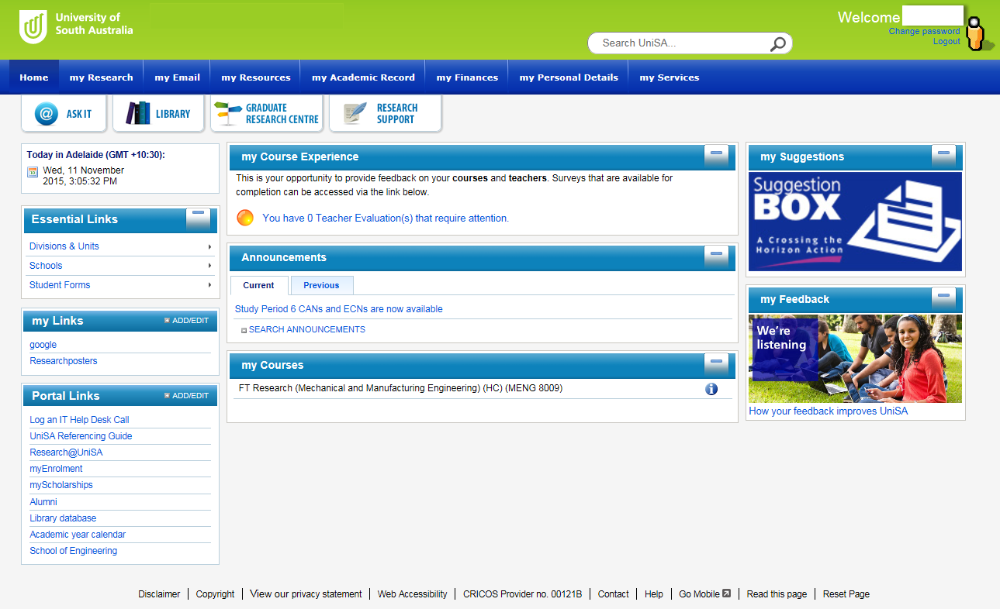 University of
South Australia
Welcome
Change password
Logout
Search UniSA...
Home
my Research
my Email
my Resources
my Academic Record
my Finances
my Personal Details
my Services
ASK IT
LIBRARY
GRADUATE
RESEARCH CENTRE
RESEARCH
SUPPORT
Today in Adelaide (GMT +10:30):
Wed, 11 November
2015, 3:05:32 PM
Essential Links
Divisions & Units
Schools
Student Forms
my Links
ADD/EDIT
google
Researchposters
Portal Links
ADD/EDIT
Log an IT Help Desk Call
UniSA Referencing Guide
Research@UniSA
myEnrolment
myScholarships
Alumni
Library database
Academic year calendar
School of Engineering
my Course Experience
This is your opportunity to provide feedback on your courses and teachers. Surveys that are available for
completion can be accessed via the link below.
You have 0 Teacher Evaluation(s) that require attention.
Announcements
Current
Previous
Study Period 6 CANs and ECNs are now available
SEARCH ANNOUNCEMENTS
my Courses
FT Research (Mechanical and Manufacturing Engineering) (HC) (MENG 8009)
my Suggestions
Suggestion
BOX
A Crossing the
Horizon Action
my Feedback
We're
listening
How your feedback improves UniSA
Disclaimer
Copyright
View our privacy statement
Web Accessibility
CRICOS Provider no. 00121B
Contact
Help
Go Mobile
Read this page
Reset Page